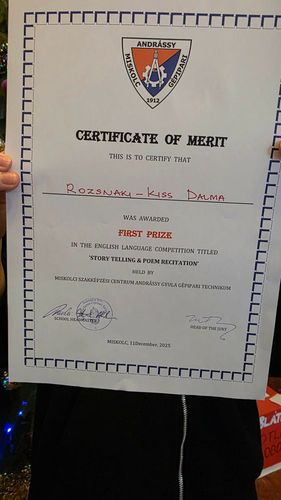 ANDRÁSSY
MISKOLC
GÉPIPARI
1912
CERTIFICATE OF MERIT
THIS IS TO CERTIFY THAT
ROZSNAKI-KISS DALMA
WAS AWARDED
FIRST PRIZE
IN THE ENGLISH LANGUAGE COMPETITION TITLED
'STORY TELLING & POEM RECITATION'
HELD BY
MISKOLCI SZAKKÉPZÉSI CENTRUM ANDRÁSSY GYULA GÉPIPARI TECHNIKUM
SCHOOL HEADMASTER
HEAD OF THE JURY
MISKOLC, 11December, 2025